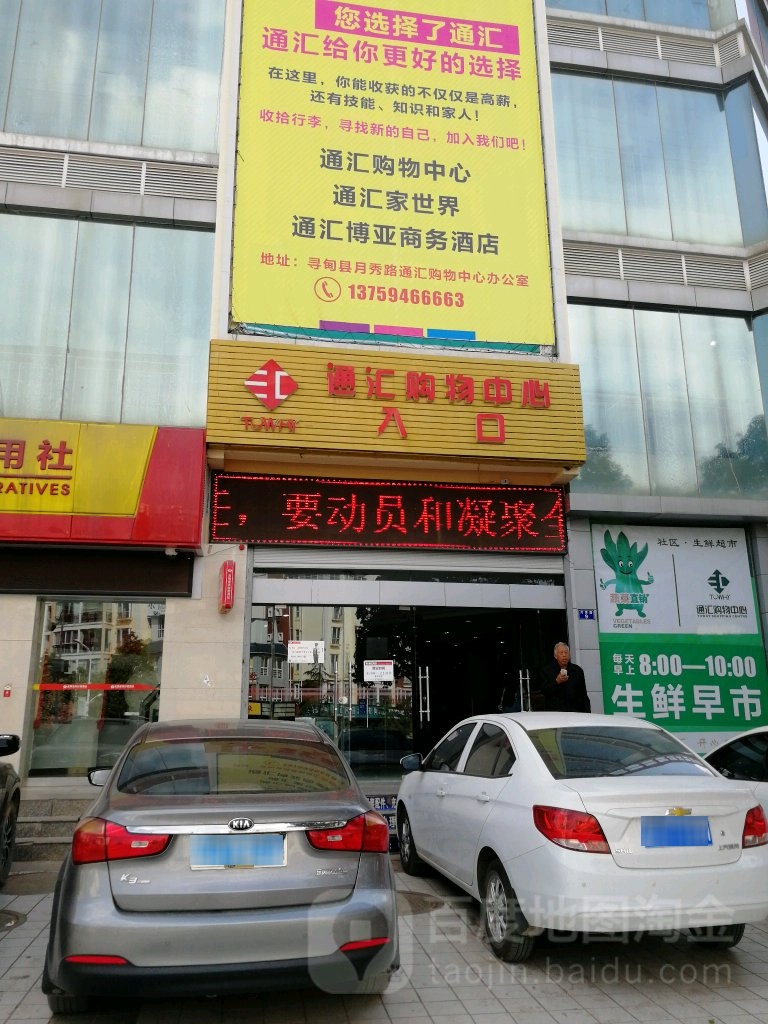 您选择了通汇
通汇给你更好的选择
在这里，你能收获的不仅仅是高薪，
还有技能、知识和家人！
收拾行李，寻找新的自己，加入我们吧！
通汇购物中心
通汇家世界
通汇博亚商务酒店
地址：寻甸县月秀路通汇购物中心办公室
13759466663
通汇购物中心
入口
用社
RATIVES
，要动员和凝聚全
社区·生鲜超市
蔬菜直销
VEGETABLES
GREEN
通汇购物中心
每天
早上 8:00—10:00
生鲜早市
KIA
K3
百度地图淘金
taojin.baidu.com